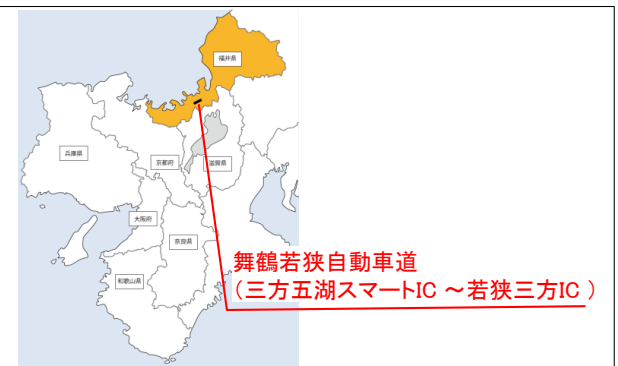 福井県
兵庫県
京都府
滋賀県
大阪府
奈良県
和歌山県
舞鶴若狭自動車道
（三方五湖スマートIC ～若狭三方IC ）